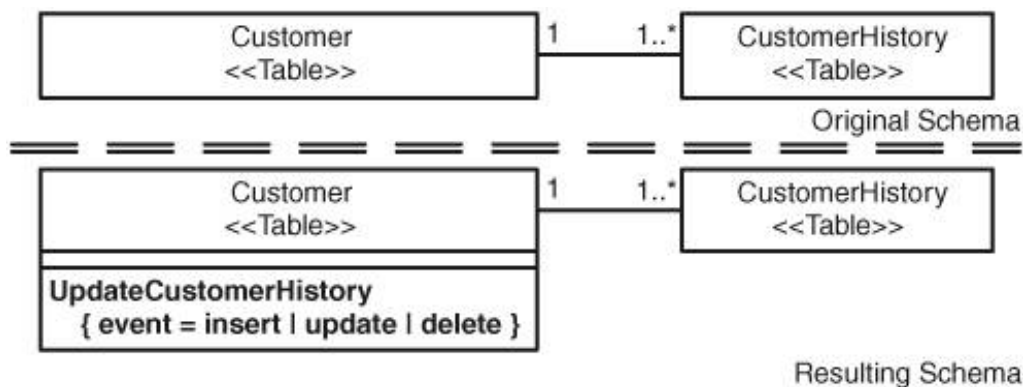 Customer
<<Table>>
1
1..*
CustomerHistory
<<Table>>
Original Schema
Customer
<<Table>>
1
1..*
CustomerHistory
<<Table>>
UpdateCustomerHistory
{ event = insert | update | delete }
Resulting Schema